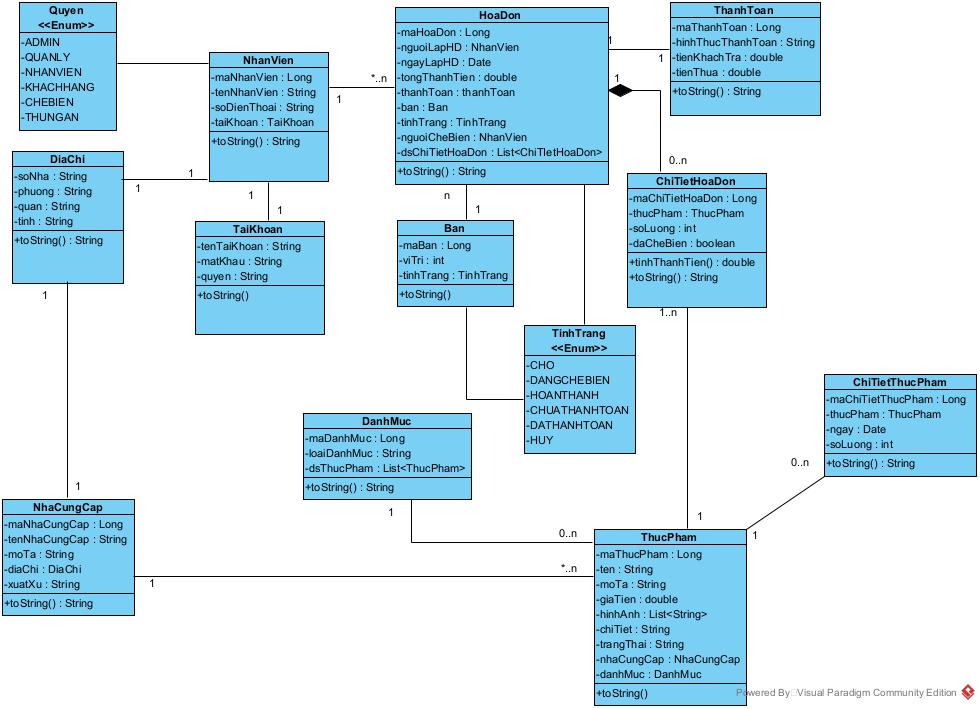 Quyen
<<Enum>>
-ADMIN
-QUANLY
-NHANVIEN
-KHACHHANG
-CHEBIEN
-THUNGAN
NhanVien
-maNhanVien : Long
-tenNhanVien : String
-soDienThoai : String
-taiKhoan : TaiKhoan
+toString() : String
*..n
1
HoaDon
-maHoaDon : Long
-nguoiLapHD : NhanVien
-ngayLapHD : Date
-tongThanhTien : double
-thanhToan : thanhToan
-ban : Ban
-tinhTrang : TinhTrang
-nguoiCheBien : NhanVien
-dsChiTietHoaDon : List<ChiTIetHoaDon>
+toString() : String
1
1
ThanhToan
-maThanhToan : Long
-hinhThucThanhToan : String
-tienKhachTra : double
-tienThua : double
+toString() : String
1
0..n
DiaChi
-soNha : String
-phuong : String
-quan : String
-tinh : String
+toString() : String
1
1
1
1
1
TaiKhoan
-tenTaiKhoan : String
-matKhau : String
-quyen : String
+toString()
n
1
Ban
-maBan : Long
-viTri : int
-tinhTrang : TinhTrang
+toString()
ChiTietHoaDon
-maChiTietHoaDon : Long
-thucPham : ThucPham
-soLuong : int
-daCheBien : boolean
+tinhThanhTien() : double
+toString() : String
1..n
TinhTrang
<<Enum>>
-CHO
-DANGCHEBIEN
-HOANTHANH
-CHUATHANHTOAN
-DATHANHTOAN
-HUY
ChiTietThucPham
-maChiTietThucPham : Long
-thucPham : ThucPham
-ngay : Date
-soLuong : int
+toString() : String
0..n
DanhMuc
-maDanhMuc : Long
-loaiDanhMuc : String
-dsThucPham : List<ThucPham>
+toString() : String
1
0..n
1
1
1
NhaCungCap
-maNhaCungCap : Long
-tenNhaCungCap : String
-moTa : String
-diaChi : DiaChi
-xuatXu : String
+toString() : String
1
*..n
ThucPham
-maThucPham : Long
-ten : String
-moTa : String
-giaTien : double
-hinhAnh : List<String>
-chiTiet : String
-trangThai : String
-nhaCungCap : NhaCungCap
-danhMuc : DanhMuc
+toString()
Powered By Visual Paradigm Community Edition